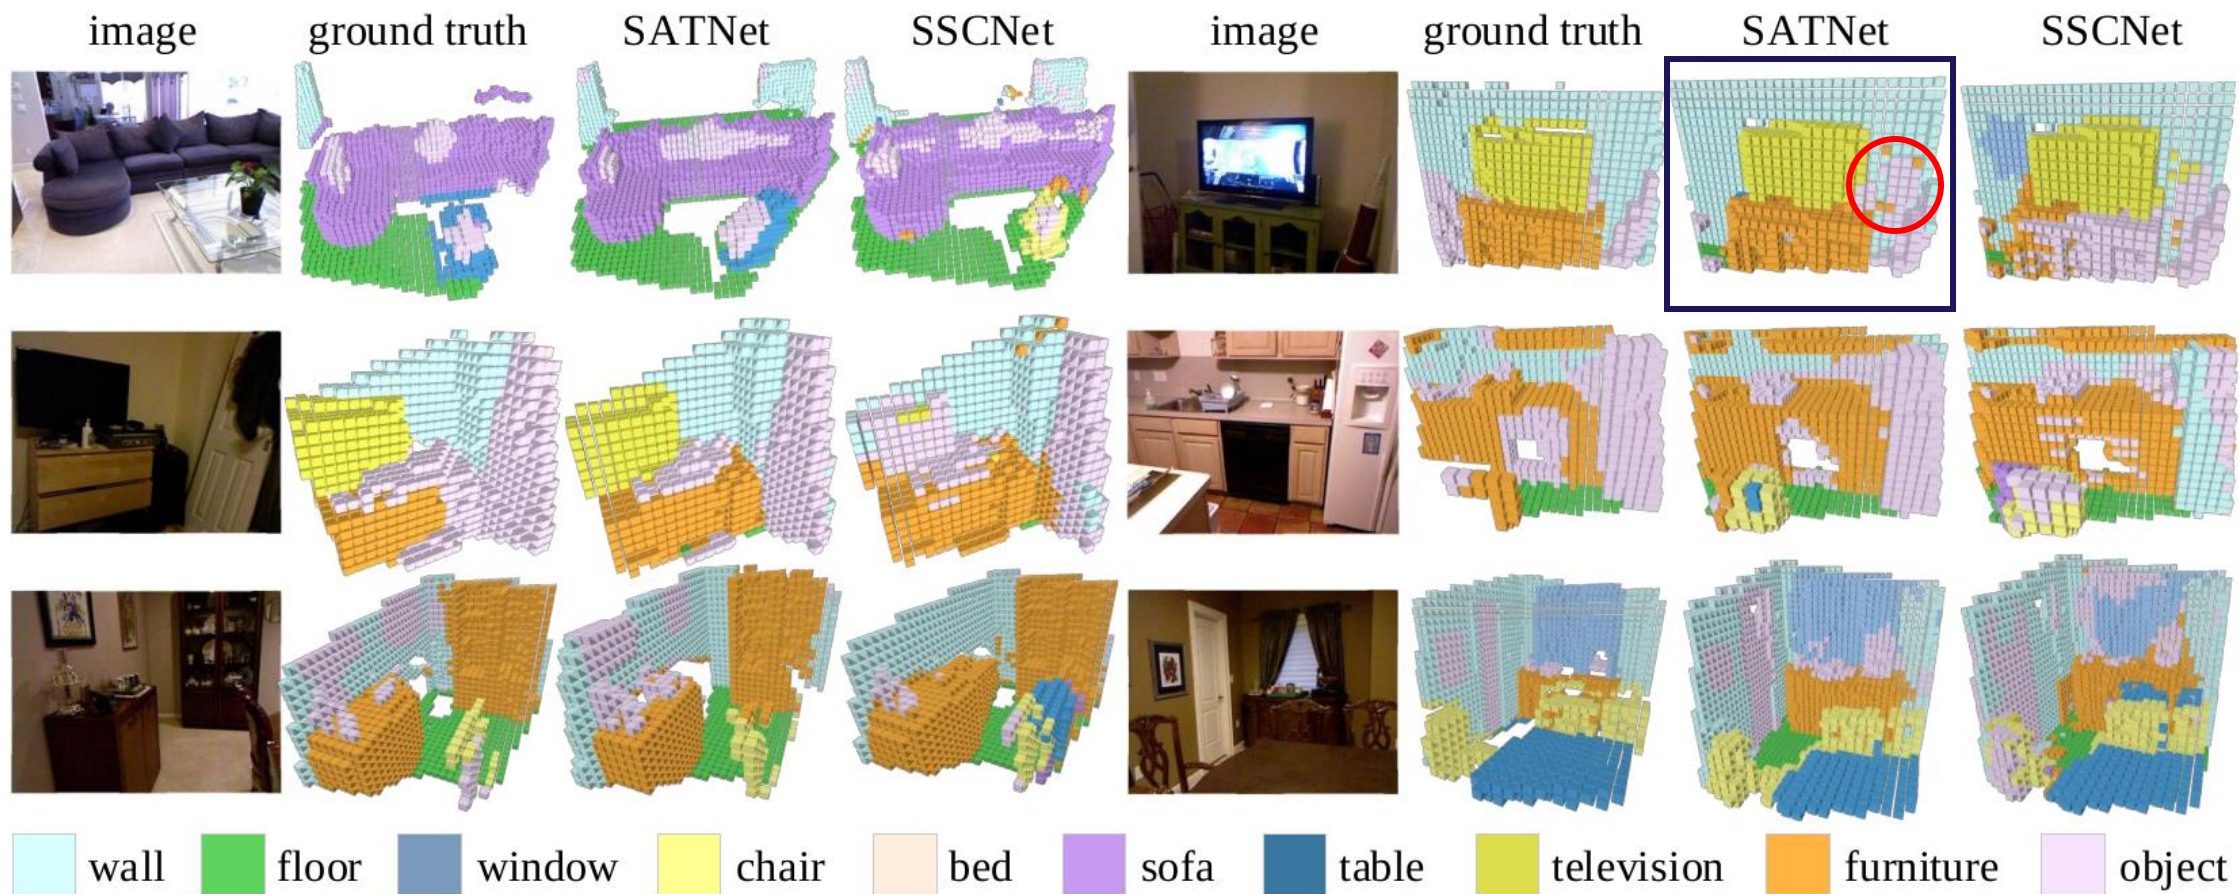 image ground truth SATNet SSCNet image ground truth SATNet SSCNet
wall floor window chair bed sofa table television furniture object